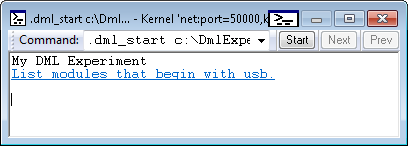 .dml_start c:\Dml... - Kernel 'net:port=50000,k
Command: .dml_start c:\DmlExpe Start Next Prev
My DML Experiment
List modules that begin with usb.